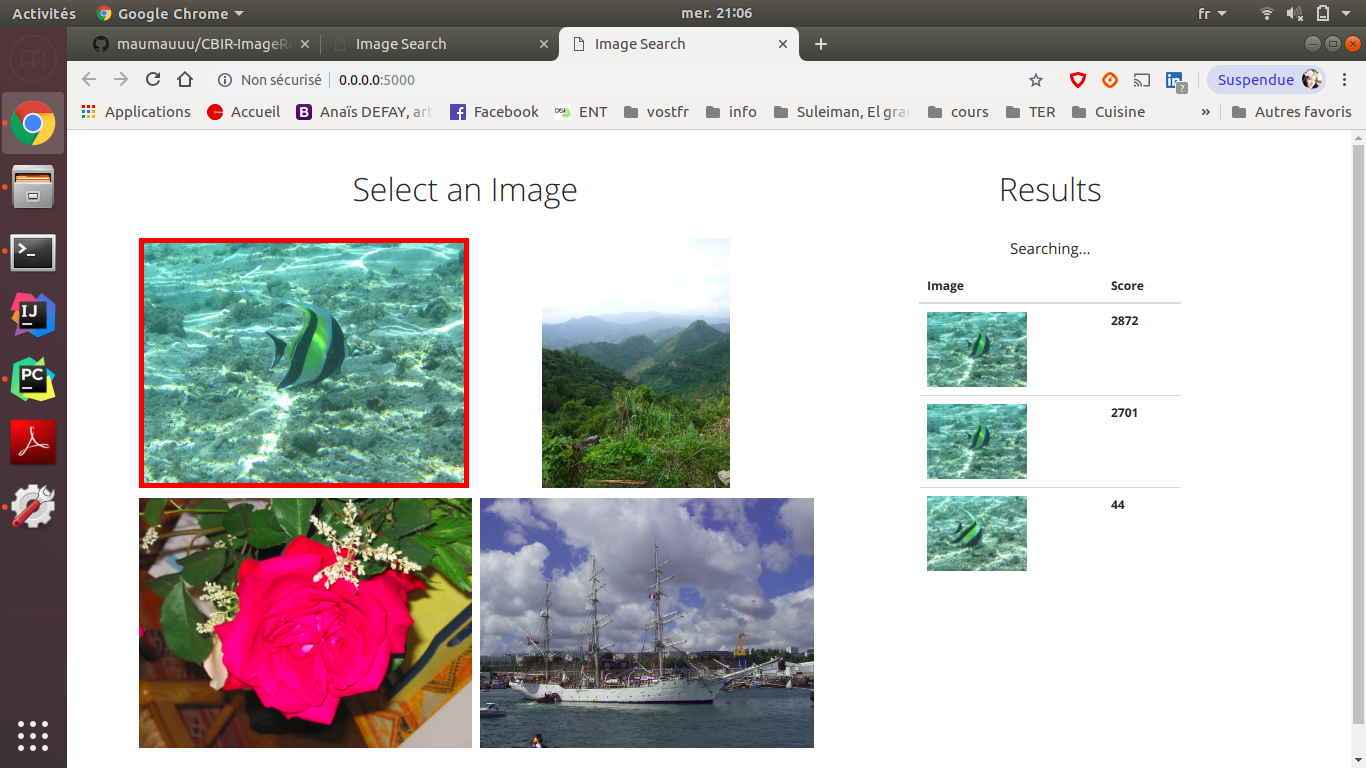 Activités Google Chrome mer. 21:06 fr
maumauuu/CBIR-ImageR Image Search Image Search
Non sécurisé 0.0.0.0:5000 Suspendue
Applications Accueil Anaïs DEFAY, art Facebook ENT vostfr info Suleiman, El gran cours TER Cuisine » Autres favoris
Select an Image
Results
Searching...
Image Score
2872
2701
44